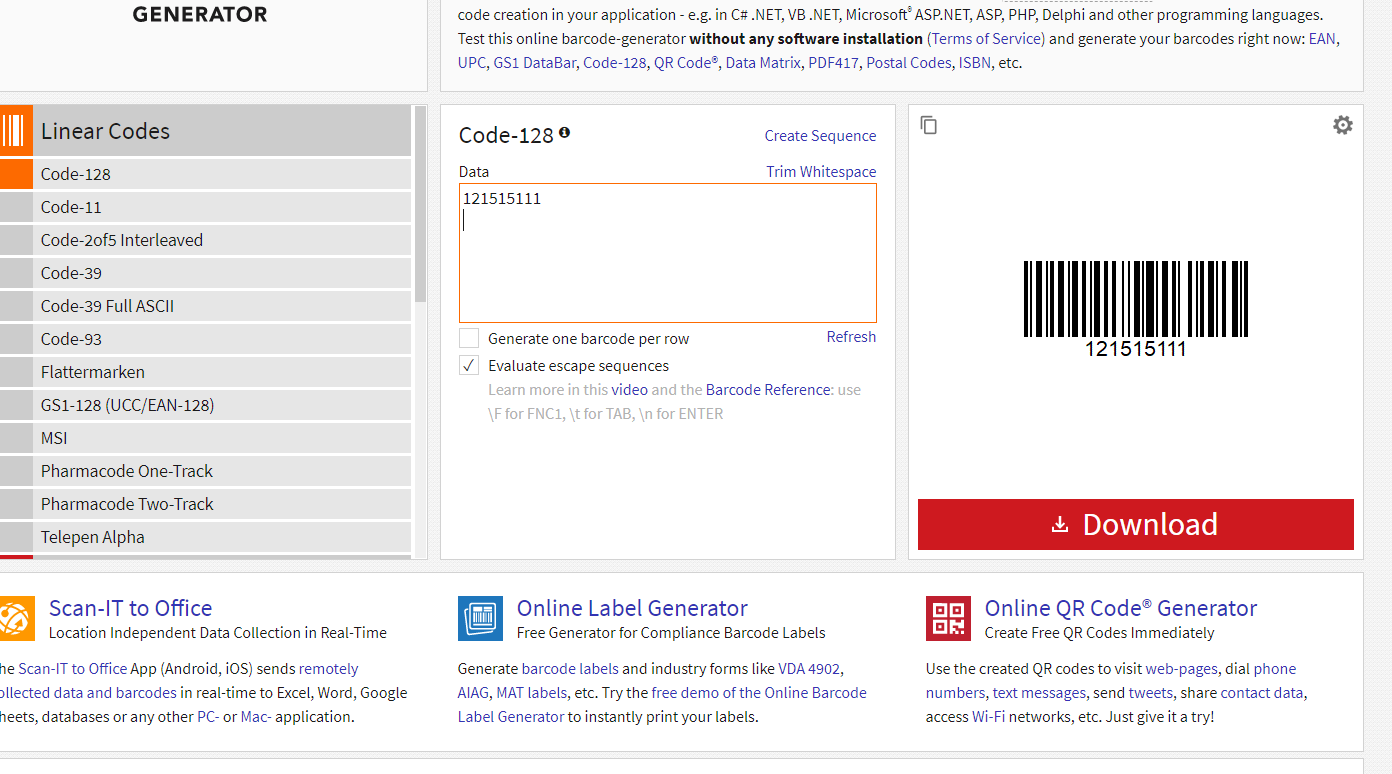 GENERATOR
code creation in your application - e.g. in C# .NET, VB .NET, Microsoft® ASP.NET, ASP, PHP, Delphi and other programming languages.
Test this online barcode-generator without any software installation (Terms of Service) and generate your barcodes right now: EAN,
UPC, GS1 DataBar, Code-128, QR Code®, Data Matrix, PDF417, Postal Codes, ISBN, etc.
Linear Codes
Code-128
Code-11
Code-2of5 Interleaved
Code-39
Code-39 Full ASCII
Code-93
Flattermarken
GS1-128 (UCC/EAN-128)
MSI
Pharmacode One-Track
Pharmacode Two-Track
Telepen Alpha
Code-128
Create Sequence
Data
Trim Whitespace
121515111
Generate one barcode per row
Refresh
Evaluate escape sequences
Learn more in this video and the Barcode Reference: use
\F for FNC1, \t for TAB, \n for ENTER
121515111
Download
Scan-IT to Office
Location Independent Data Collection in Real-Time
he Scan-IT to Office App (Android, iOS) sends remotely
ollected data and barcodes in real-time to Excel, Word, Google
heets, databases or any other PC- or Mac- application.
Online Label Generator
Free Generator for Compliance Barcode Labels
Generate barcode labels and industry forms like VDA 4902,
AIAG, MAT labels, etc. Try the free demo of the Online Barcode
Label Generator to instantly print your labels.
Online QR Code® Generator
Create Free QR Codes Immediately
Use the created QR codes to visit web-pages, dial phone
numbers, text messages, send tweets, share contact data,
access Wi-Fi networks, etc. Just give it a try!